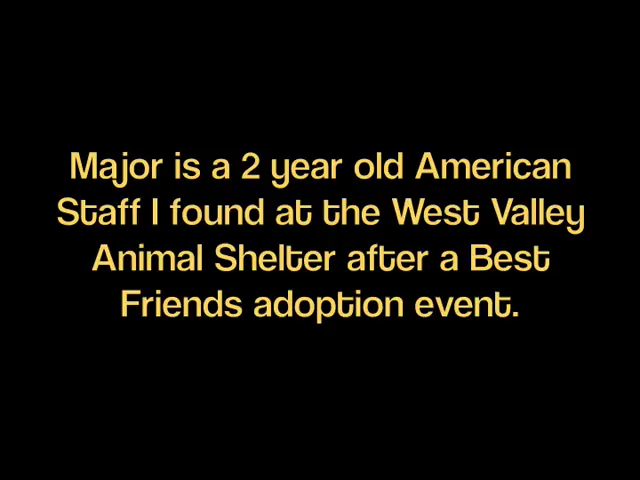 Major is a 2 year old American
Staff I found at the West Valley
Animal Shelter after a Best
Friends adoption event.